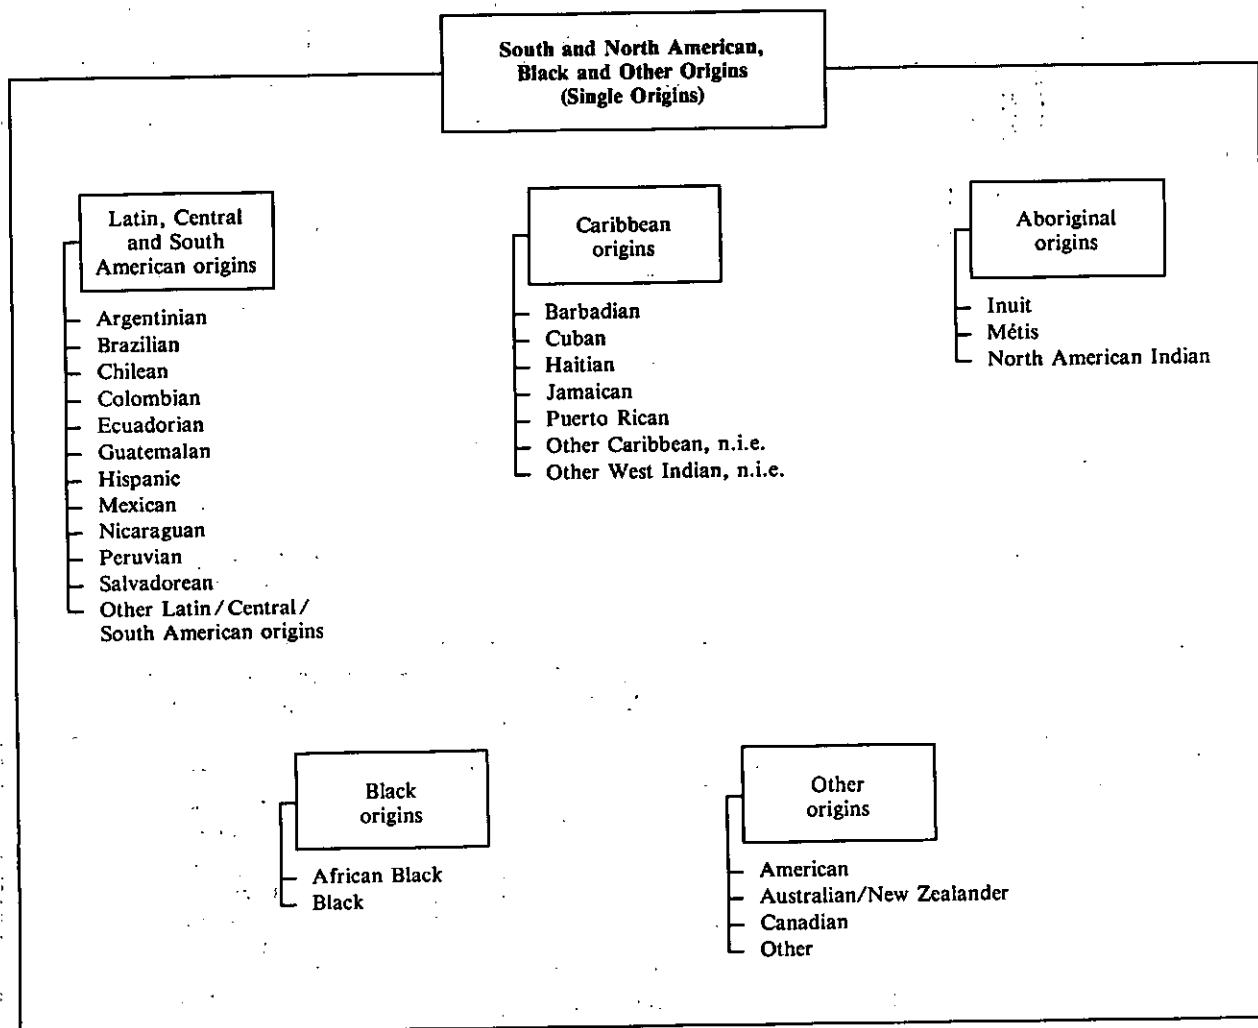 South and North American,
Black and Other Origins
(Single Origins)
Latin, Central
and South
American origins
Argentinian
Brazilian
Chilean
Colombian
Ecuadorian
Guatemalan
Hispanic
Mexican
Nicaraguan
Peruvian
Salvadorean
Other Latin/Central/
South American origins
Caribbean
origins
Barbadian
Cuban
Haitian
Jamaican
Puerto Rican
Other Caribbean, n.i.e.
Other West Indian, n.i.e.
Aboriginal
origins
Inuit
Métis
North American Indian
Black
origins
African Black
Black
Other
origins
American
Australian/New Zealander
Canadian
Other